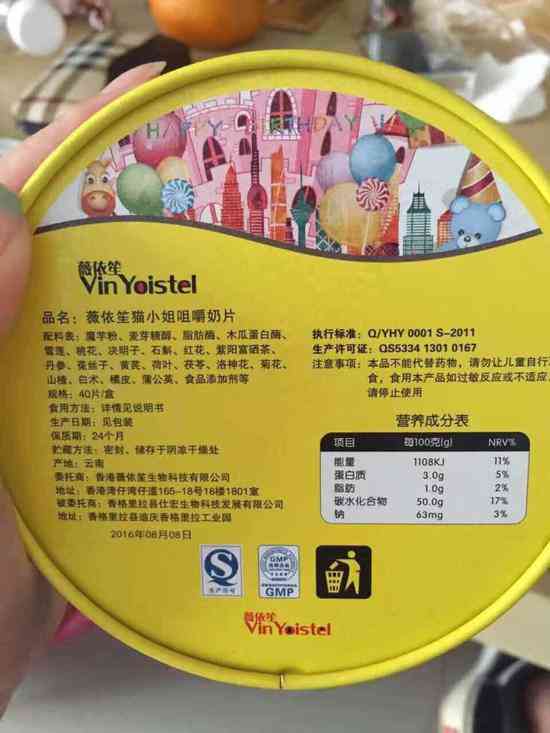 HAPPY BIRTHDAY
薇依笙
Vin Yoistel
品名：薇依笙猫小姐咀嚼奶片
配料表：魔芋粉、麦芽糖醇、脂肪酶、木瓜蛋白酶、
雪莲、桃花、决明子、石斛、红花、紫阳富硒茶、
丹参、菟丝子、黄芪、荷叶、茯苓、洛神花、菊花、
山楂、白术、橘皮、蒲公英、食品添加剂等
规格：40片/盒
食用方法：详情见说明书
生产日期：见包装
保质期：24个月
贮藏方法：密封、储存于阴凉干燥处
产地：云南
委托商：香港薇依笙生物科技有限公司
地址：香港湾仔湾仔道165-18号18楼1801室
被委托商：香格里拉县仕宏生物科技发展有限公司
地址：香格里拉县迪庆香格里拉工业园
2016年08月08日
执行标准：Q/YHY 0001 S-2011
生产许可证：QS5334 1301 0167
注意事项：本品不能代替药物，请勿让儿童自行
食，食用本产品如过敏反应或不适应
请停止使用
营养成分表
项目 每100克(g) NRV%
能量 1108KJ 11%
蛋白质 3.0g 5%
脂肪 1.0g 2%
碳水化合物 50.0g 17%
钠 63mg 3%
生产许可
GMP
GMP
薇依笙
Vin Yoistel